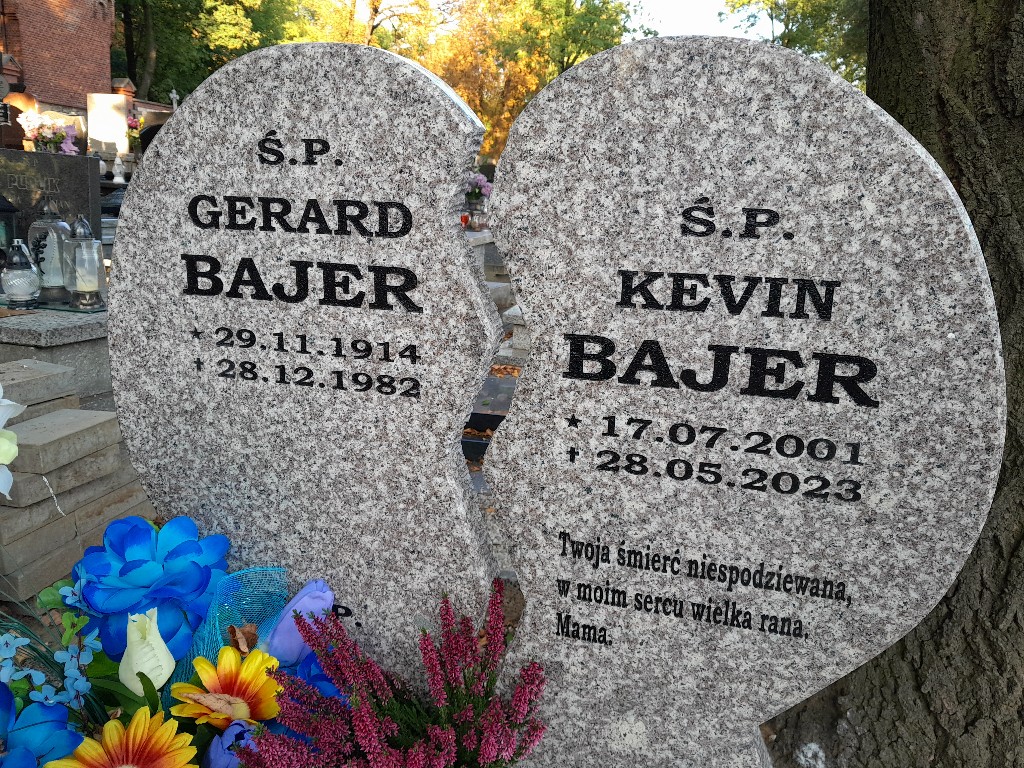 Ś.P.
GERARD
BAJER
★ 29.11.1914
✝ 28.12.1982
Ś.P.
KEVIN
BAJER
★ 17.07.2001
✝ 28.05.2023
Twoja śmierć niespodziewana,
w moim sercu wielka rana.
Mama.